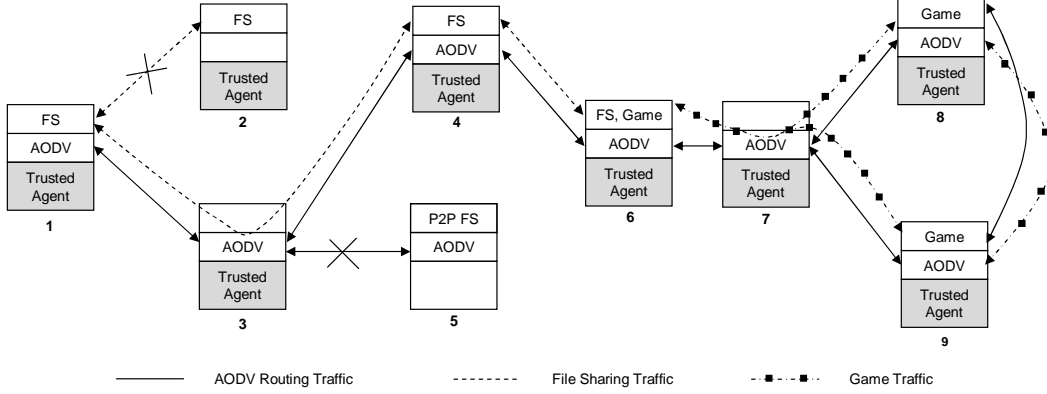 FS
Trusted
Agent
2
FS
AODV
Trusted
Agent
4
Game
AODV
Trusted
Agent
8
FS
AODV
Trusted
Agent
1
FS, Game
AODV
Trusted
Agent
6
AODV
Trusted
Agent
7
AODV
Trusted
Agent
3
P2P FS
AODV
5
Game
AODV
Trusted
Agent
9
AODV Routing Traffic
File Sharing Traffic
Game Traffic